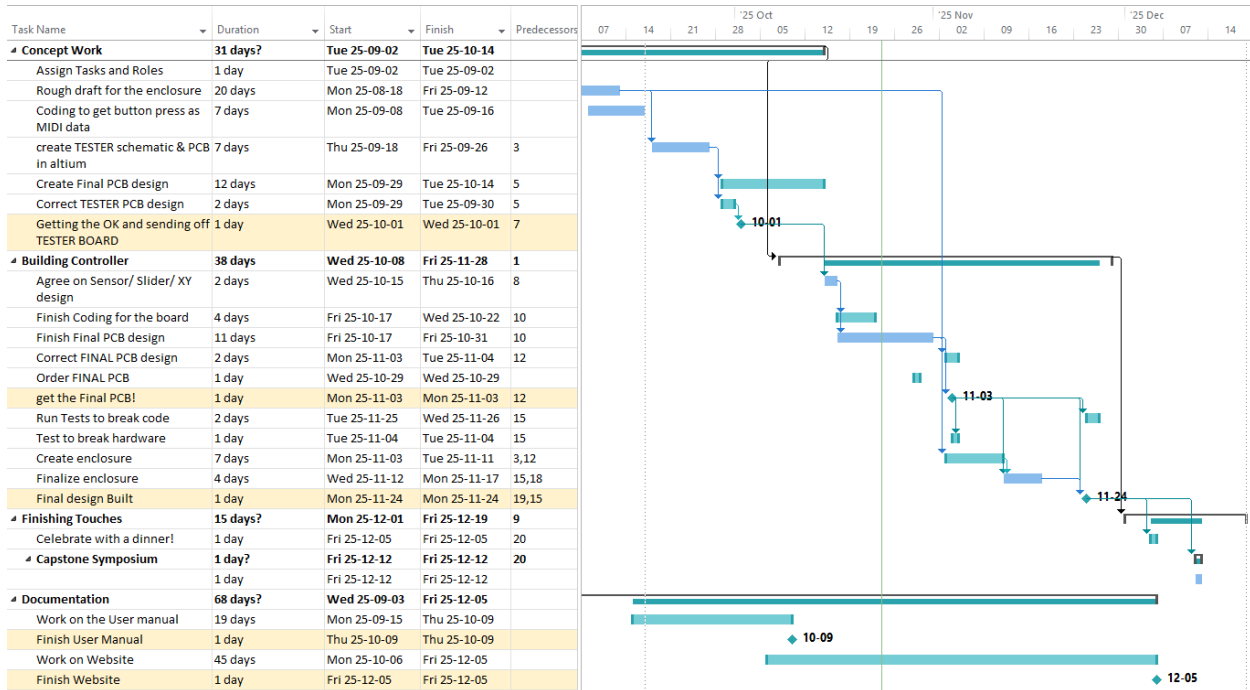 '25 Oct '25 Nov '25 Dec
Task Name Duration Start Finish Predecessors 07 14 21 28 05 12 19 26 02 09 16 23 30 07 14
Concept Work 31 days? Tue 25-09-02 Tue 25-10-14
Assign Tasks and Roles 1 day Tue 25-09-02 Tue 25-09-02
Rough draft for the enclosure 20 days Mon 25-08-18 Fri 25-09-12
Coding to get button press as 7 days Mon 25-09-08 Tue 25-09-16
MIDI data
create TESTER schematic & PCB 7 days Thu 25-09-18 Fri 25-09-26 3
in altium
Create Final PCB design 12 days Mon 25-09-29 Tue 25-10-14 5
Correct TESTER PCB design 2 days Mon 25-09-29 Tue 25-09-30 5
Getting the OK and sending off 1 day Wed 25-10-01 Wed 25-10-01 7 10-01
TESTER BOARD
Building Controller 38 days Wed 25-10-08 Fri 25-11-28 1
Agree on Sensor/ Slider/ XY 2 days Wed 25-10-15 Thu 25-10-16 8
design
Finish Coding for the board 4 days Fri 25-10-17 Wed 25-10-22 10
Finish Final PCB design 11 days Fri 25-10-17 Fri 25-10-31 10
Correct FINAL PCB design 2 days Mon 25-11-03 Tue 25-11-04 12
Order FINAL PCB 1 day Wed 25-10-29 Wed 25-10-29
get the Final PCB! 1 day Mon 25-11-03 Mon 25-11-03 12 11-03
Run Tests to break code 2 days Tue 25-11-25 Wed 25-11-26 15
Test to break hardware 1 day Tue 25-11-04 Tue 25-11-04 15
Create enclosure 7 days Mon 25-11-03 Tue 25-11-11 3,12
Finalize enclosure 4 days Wed 25-11-12 Mon 25-11-17 15,18
Final design Built 1 day Mon 25-11-24 Mon 25-11-24 19,15 11-24
Finishing Touches 15 days? Mon 25-12-01 Fri 25-12-19 9
Celebrate with a dinner! 1 day Fri 25-12-05 Fri 25-12-05 20
Capstone Symposium 1 day? Fri 25-12-12 Fri 25-12-12 20
1 day Fri 25-12-12 Fri 25-12-12
Documentation 68 days? Wed 25-09-03 Fri 25-12-05
Work on the User manual 19 days Mon 25-09-15 Thu 25-10-09
Finish User Manual 1 day Thu 25-10-09 Thu 25-10-09 10-09
Work on Website 45 days Mon 25-10-06 Fri 25-12-05
Finish Website 1 day Fri 25-12-05 Fri 25-12-05 12-05